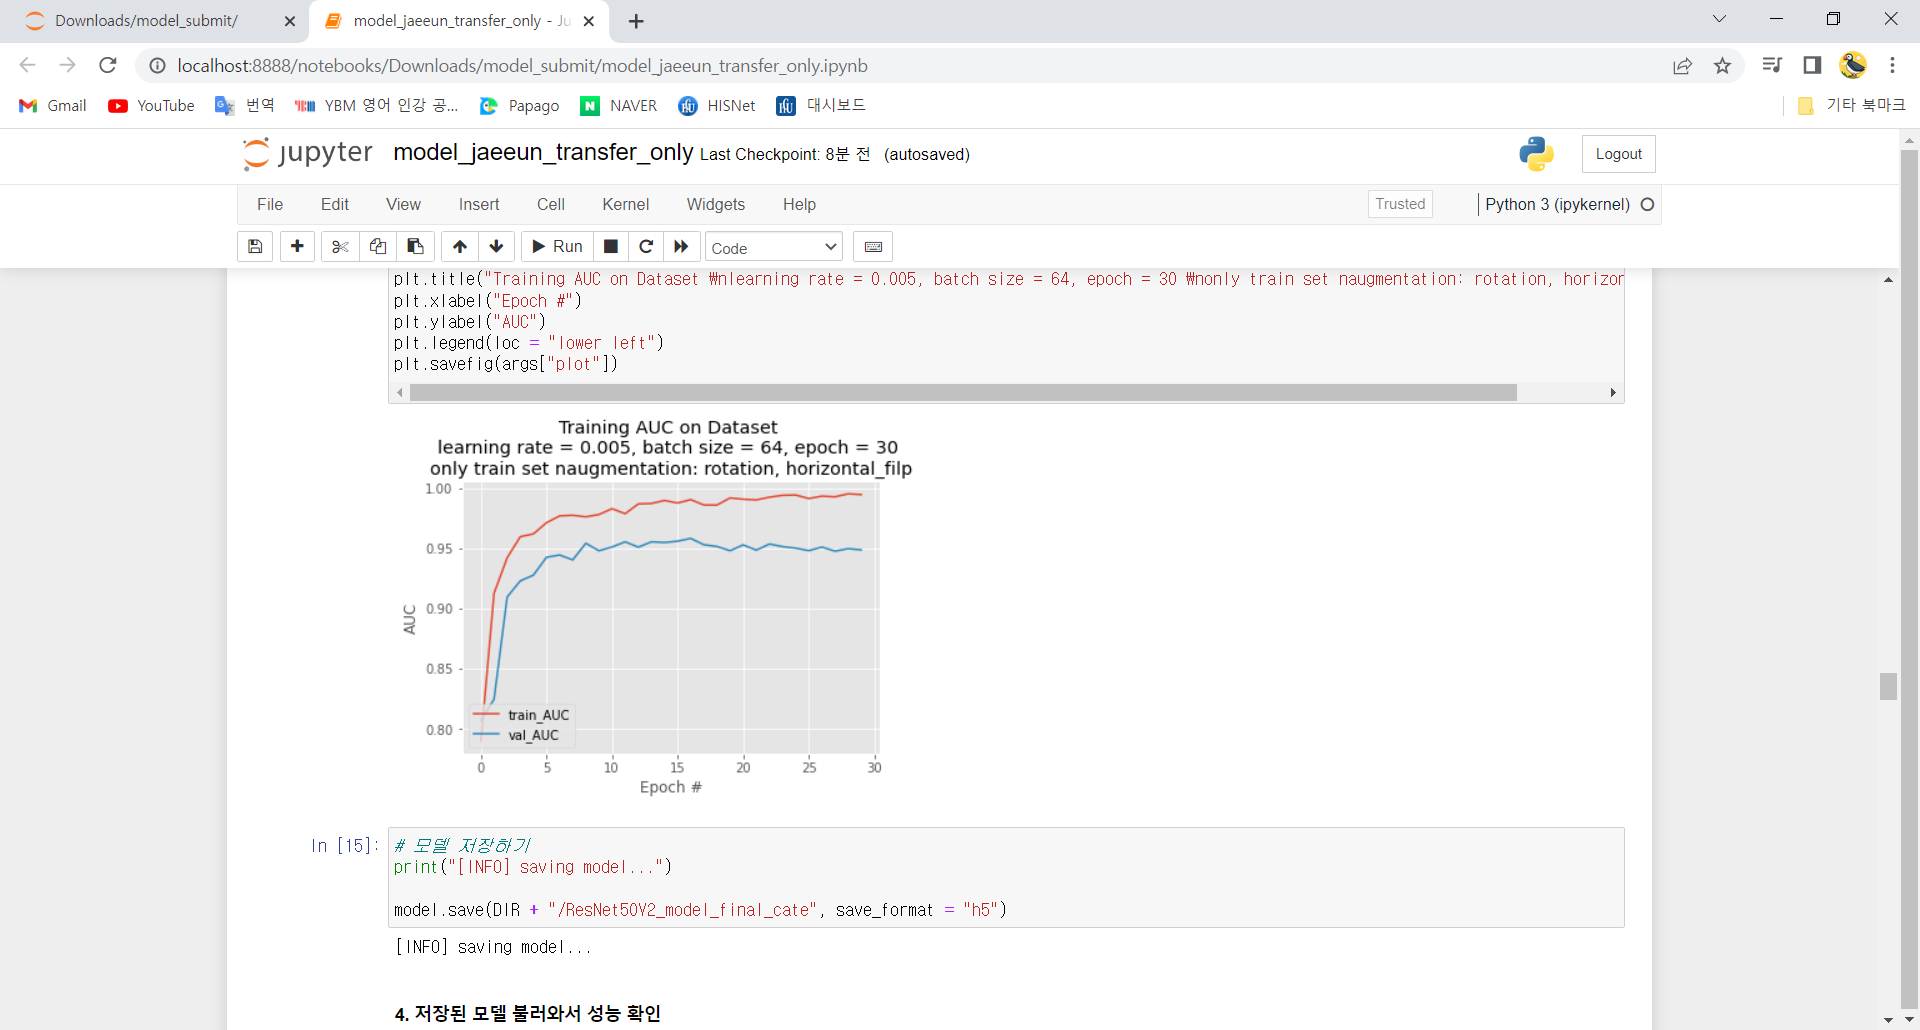 Downloads/model_submit/
model_jaeeun_transfer_only - Ju
localhost:8888/notebooks/Downloads/model_submit/model_jaeeun_transfer_only.ipynb
Gmail YouTube 번역 YBM 영어 인강 공... Papago NAVER HISNet 대시보드 기타 북마크
jupyter model_jaeeun_transfer_only Last Checkpoint: 8분 전 (autosaved) Logout
File Edit View Insert Cell Kernel Widgets Help Trusted Python 3 (ipykernel)
Run Code
plt.title("Training AUC on Dataset ₩nlearning rate = 0.005, batch size = 64, epoch = 30 ₩nonly train set naugmentation: rotation, horizon
plt.xlabel("Epoch #")
plt.ylabel("AUC")
plt.legend(loc = "lower left")
plt.savefig(args["plot"])
Training AUC on Dataset
learning rate = 0.005, batch size = 64, epoch = 30
only train set naugmentation: rotation, horizontal_filp
1.00
0.95
0.90
0.85
0.80
AUC
train_AUC
val_AUC
0 5 10 15 20 25 30
Epoch #
In [15]:
# 모델 저장하기
print("[INFO] saving model...")
model.save(DIR + "/ResNet50V2_model_final_cate", save_format = "h5")
[INFO] saving model...
4. 저장된 모델 불러와서 성능 확인